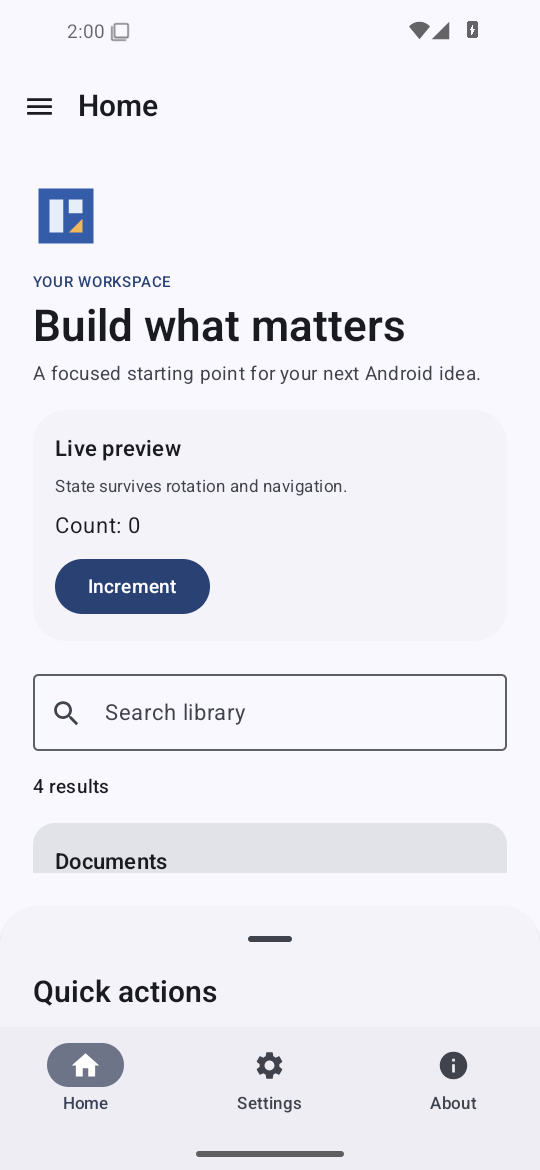 2:00
Home
YOUR WORKSPACE
Build what matters
A focused starting point for your next Android idea.
Live preview
State survives rotation and navigation.
Count: 0
Increment
Search library
4 results
Documents
Quick actions
Home
Settings
About